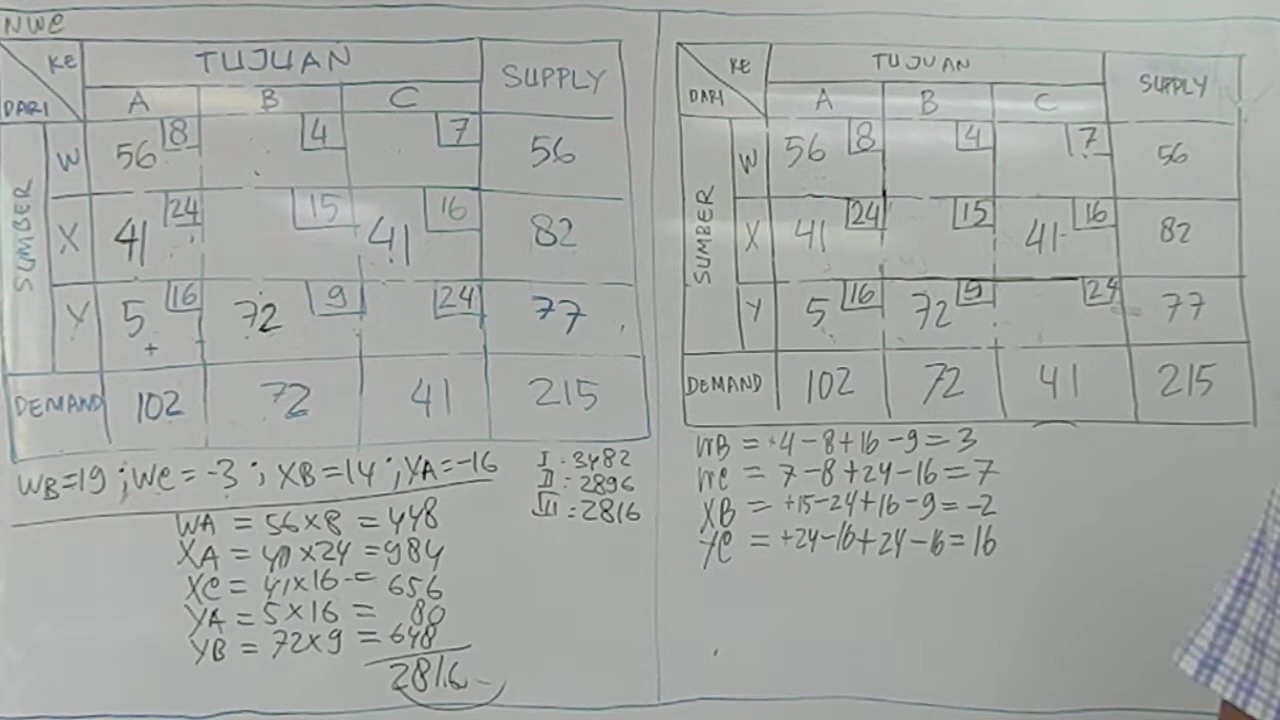 NWC
KE TUJUAN SUPPLY
DARI A B C
SUMBER
W 56 8 4 7 56
X 41 24 15 41 16 82
Y 5 16 72 9 24 77
+
DEMAND 102 72 41 215
WB=19 ; WC=-3 ; XB=14 ; YA=-16
I : 3482
II : 2896
III : 2816
WA = 56×8 = 448
XA = 41×24 = 984
XC = 41×16 = 656
YA = 5×16 = 80
YB = 72×9 = 648
2816
KE TUJUAN SUPPLY
DARI A B C
SUMBER
W 56 8 4 7 56
X 41 24 15 41 16 82
Y 5 16 72 9 24 77
DEMAND 102 72 41 215
WB = +4-8+16-9=3
WC = 7-8+24-16=7
XB = +15-24+16-9=-2
YC = +24-16+24-16=16